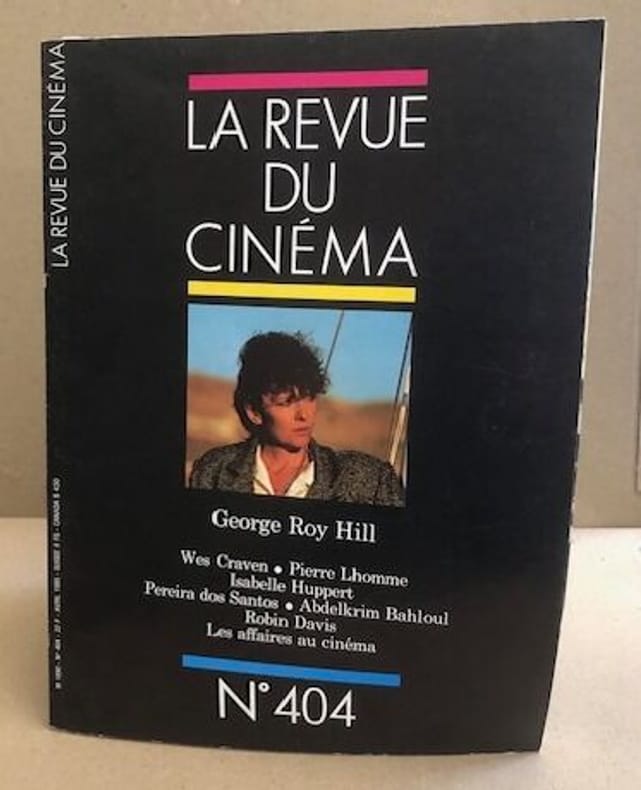 LA REVUE DU CINÉMA
LA REVUE
DU
CINÉMA
George Roy Hill
Wes Craven • Pierre Lhomme
Isabelle Huppert
Pereira dos Santos • Abdelkrim Bahloul
Robin Davis
Les affaires au cinéma
N° 404